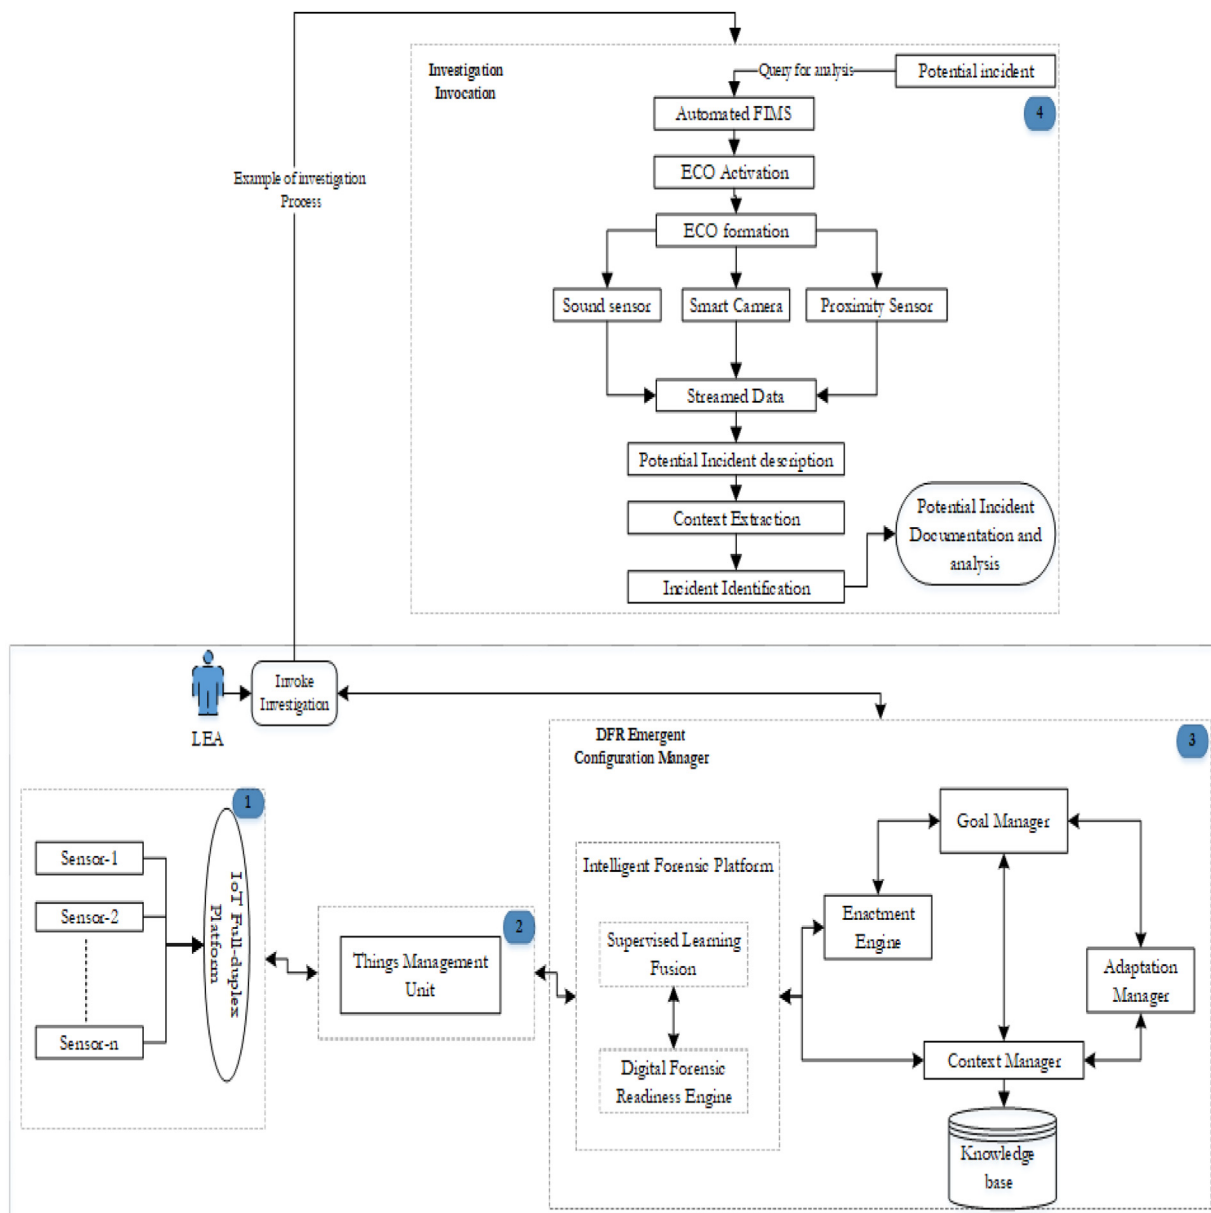 Investigation
Invocation
Query for analysis
Potential incident
4
Automated FIMS
ECO Activation
Example of investigation
Process
ECO formation
Sound sensor
Smart Camera
Proximity Sensor
Streamed Data
Potential Incident description
Context Extraction
Potential Incident
Documentation and
analysis
Incident Identification
LEA
Invoke
Investigation
DFR Emergent
Configuration Manager
3
1
Sensor-1
Sensor-2
Sensor-n
IoT Full-duplex
Platform
2
Things Management
Unit
Intelligent Forensic Platform
Supervised Learning
Fusion
Digital Forensic
Readiness Engine
Goal Manager
Enactment
Engine
Adaptation
Manager
Context Manager
Knowledge
base